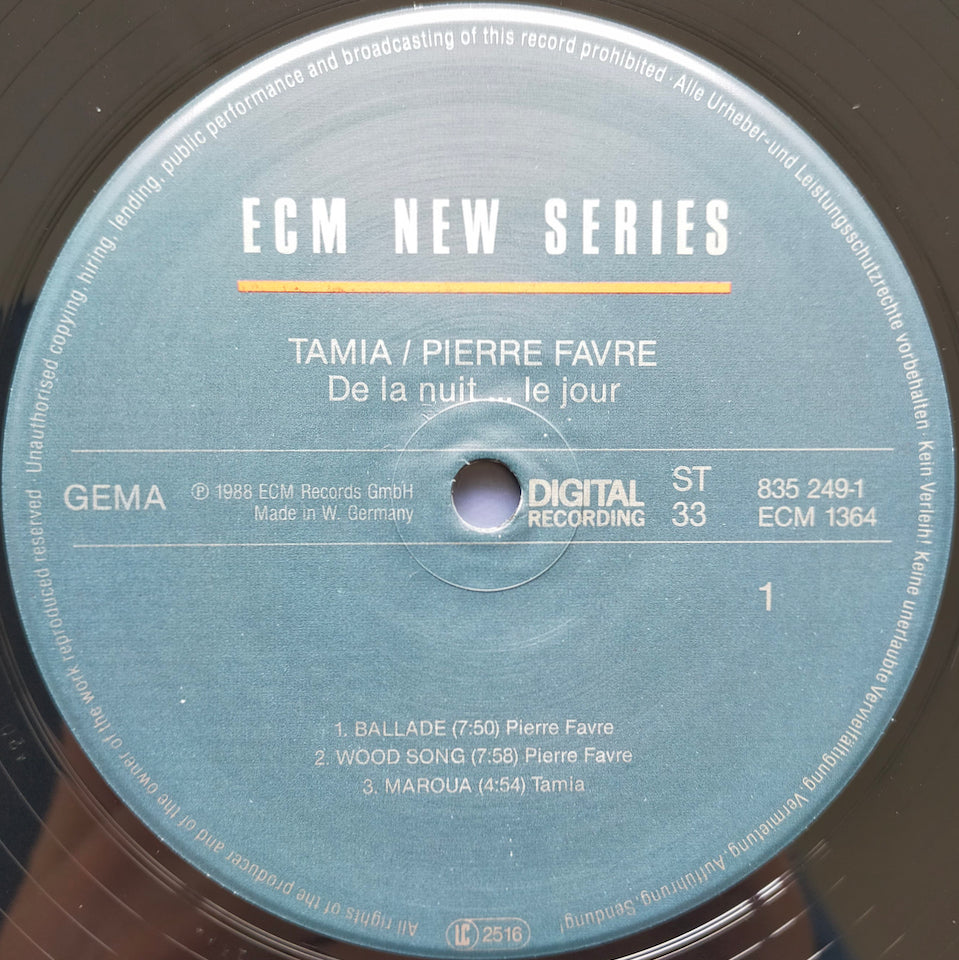 All rights of the producer and of the owner of the work reproduced reserved · Unauthorised copying, hiring, lending, public performance and broadcasting of this record prohibited · Alle Urheber- und Leistungsschutzrechte vorbehalten · Kein Verleih! Keine unerlaubte Vervielfältigung, Vermietung, Aufführung, Sendung!
ECM NEW SERIES
TAMIA / PIERRE FAVRE
De la nuit ... le jour
GEMA
℗ 1988 ECM Records GmbH
Made in W. Germany
DIGITAL
RECORDING
ST
33
835 249-1
ECM 1364
1
1. BALLADE (7:50) Pierre Favre
2. WOOD SONG (7:58) Pierre Favre
3. MAROUA (4:54) Tamia
LC 2516